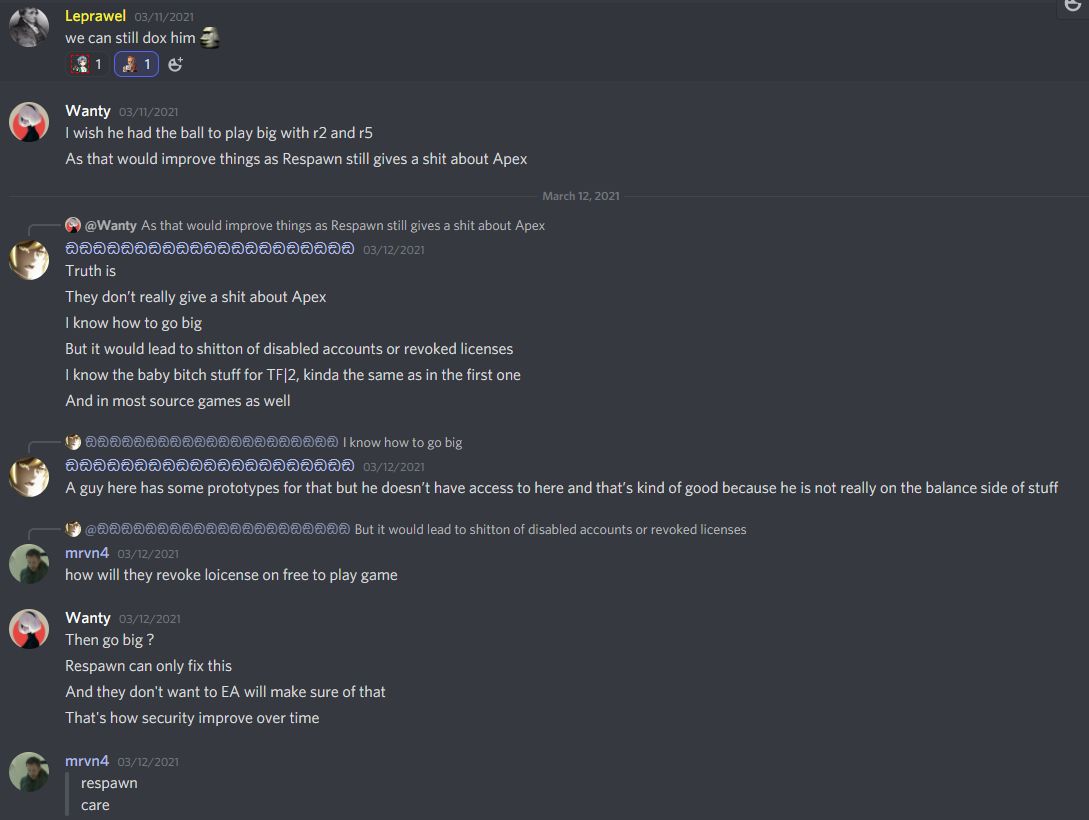 Leprawel 03/11/2021
we can still dox him 🗿
1 1
Wanty 03/11/2021
I wish he had the ball to play big with r2 and r5
As that would improve things as Respawn still gives a shit about Apex
March 12, 2021
@Wanty As that would improve things as Respawn still gives a shit about Apex
03/12/2021
Truth is
They don't really give a shit about Apex
I know how to go big
But it would lead to shitton of disabled accounts or revoked licenses
I know the baby bitch stuff for TF|2, kinda the same as in the first one
And in most source games as well
I know how to go big
03/12/2021
A guy here has some prototypes for that but he doesn't have access to here and that's kind of good because he is not really on the balance side of stuff
But it would lead to shitton of disabled accounts or revoked licenses
mrvn4 03/12/2021
how will they revoke loicense on free to play game
Wanty 03/12/2021
Then go big ?
Respawn can only fix this
And they don't want to EA will make sure of that
That's how security improve over time
mrvn4 03/12/2021
respawn
care